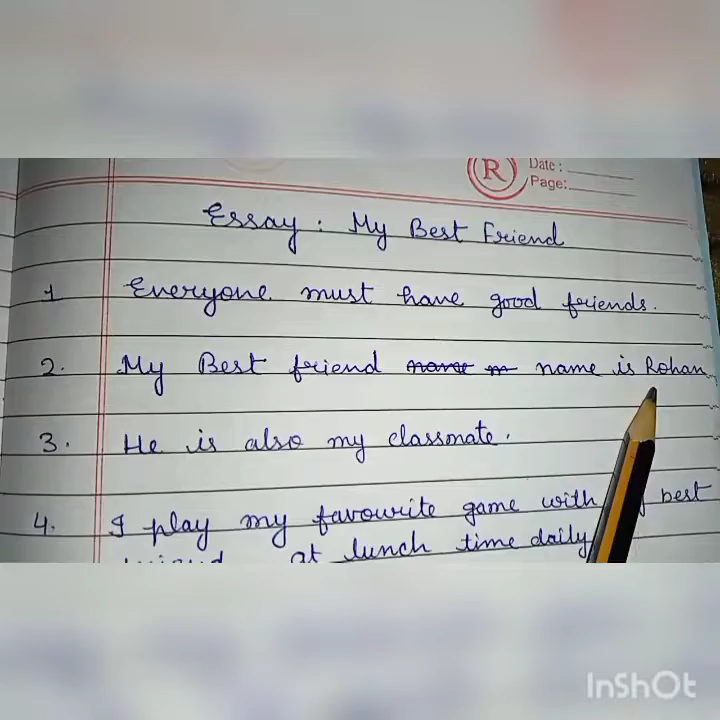 R
Date :
Page:
Essay : My Best Friend
1 Everyone must have good friends.
2. My Best friend name is Rohan
3. He is also my classmate.
4. I play my favourite game with best
friend at lunch time daily
InShOt